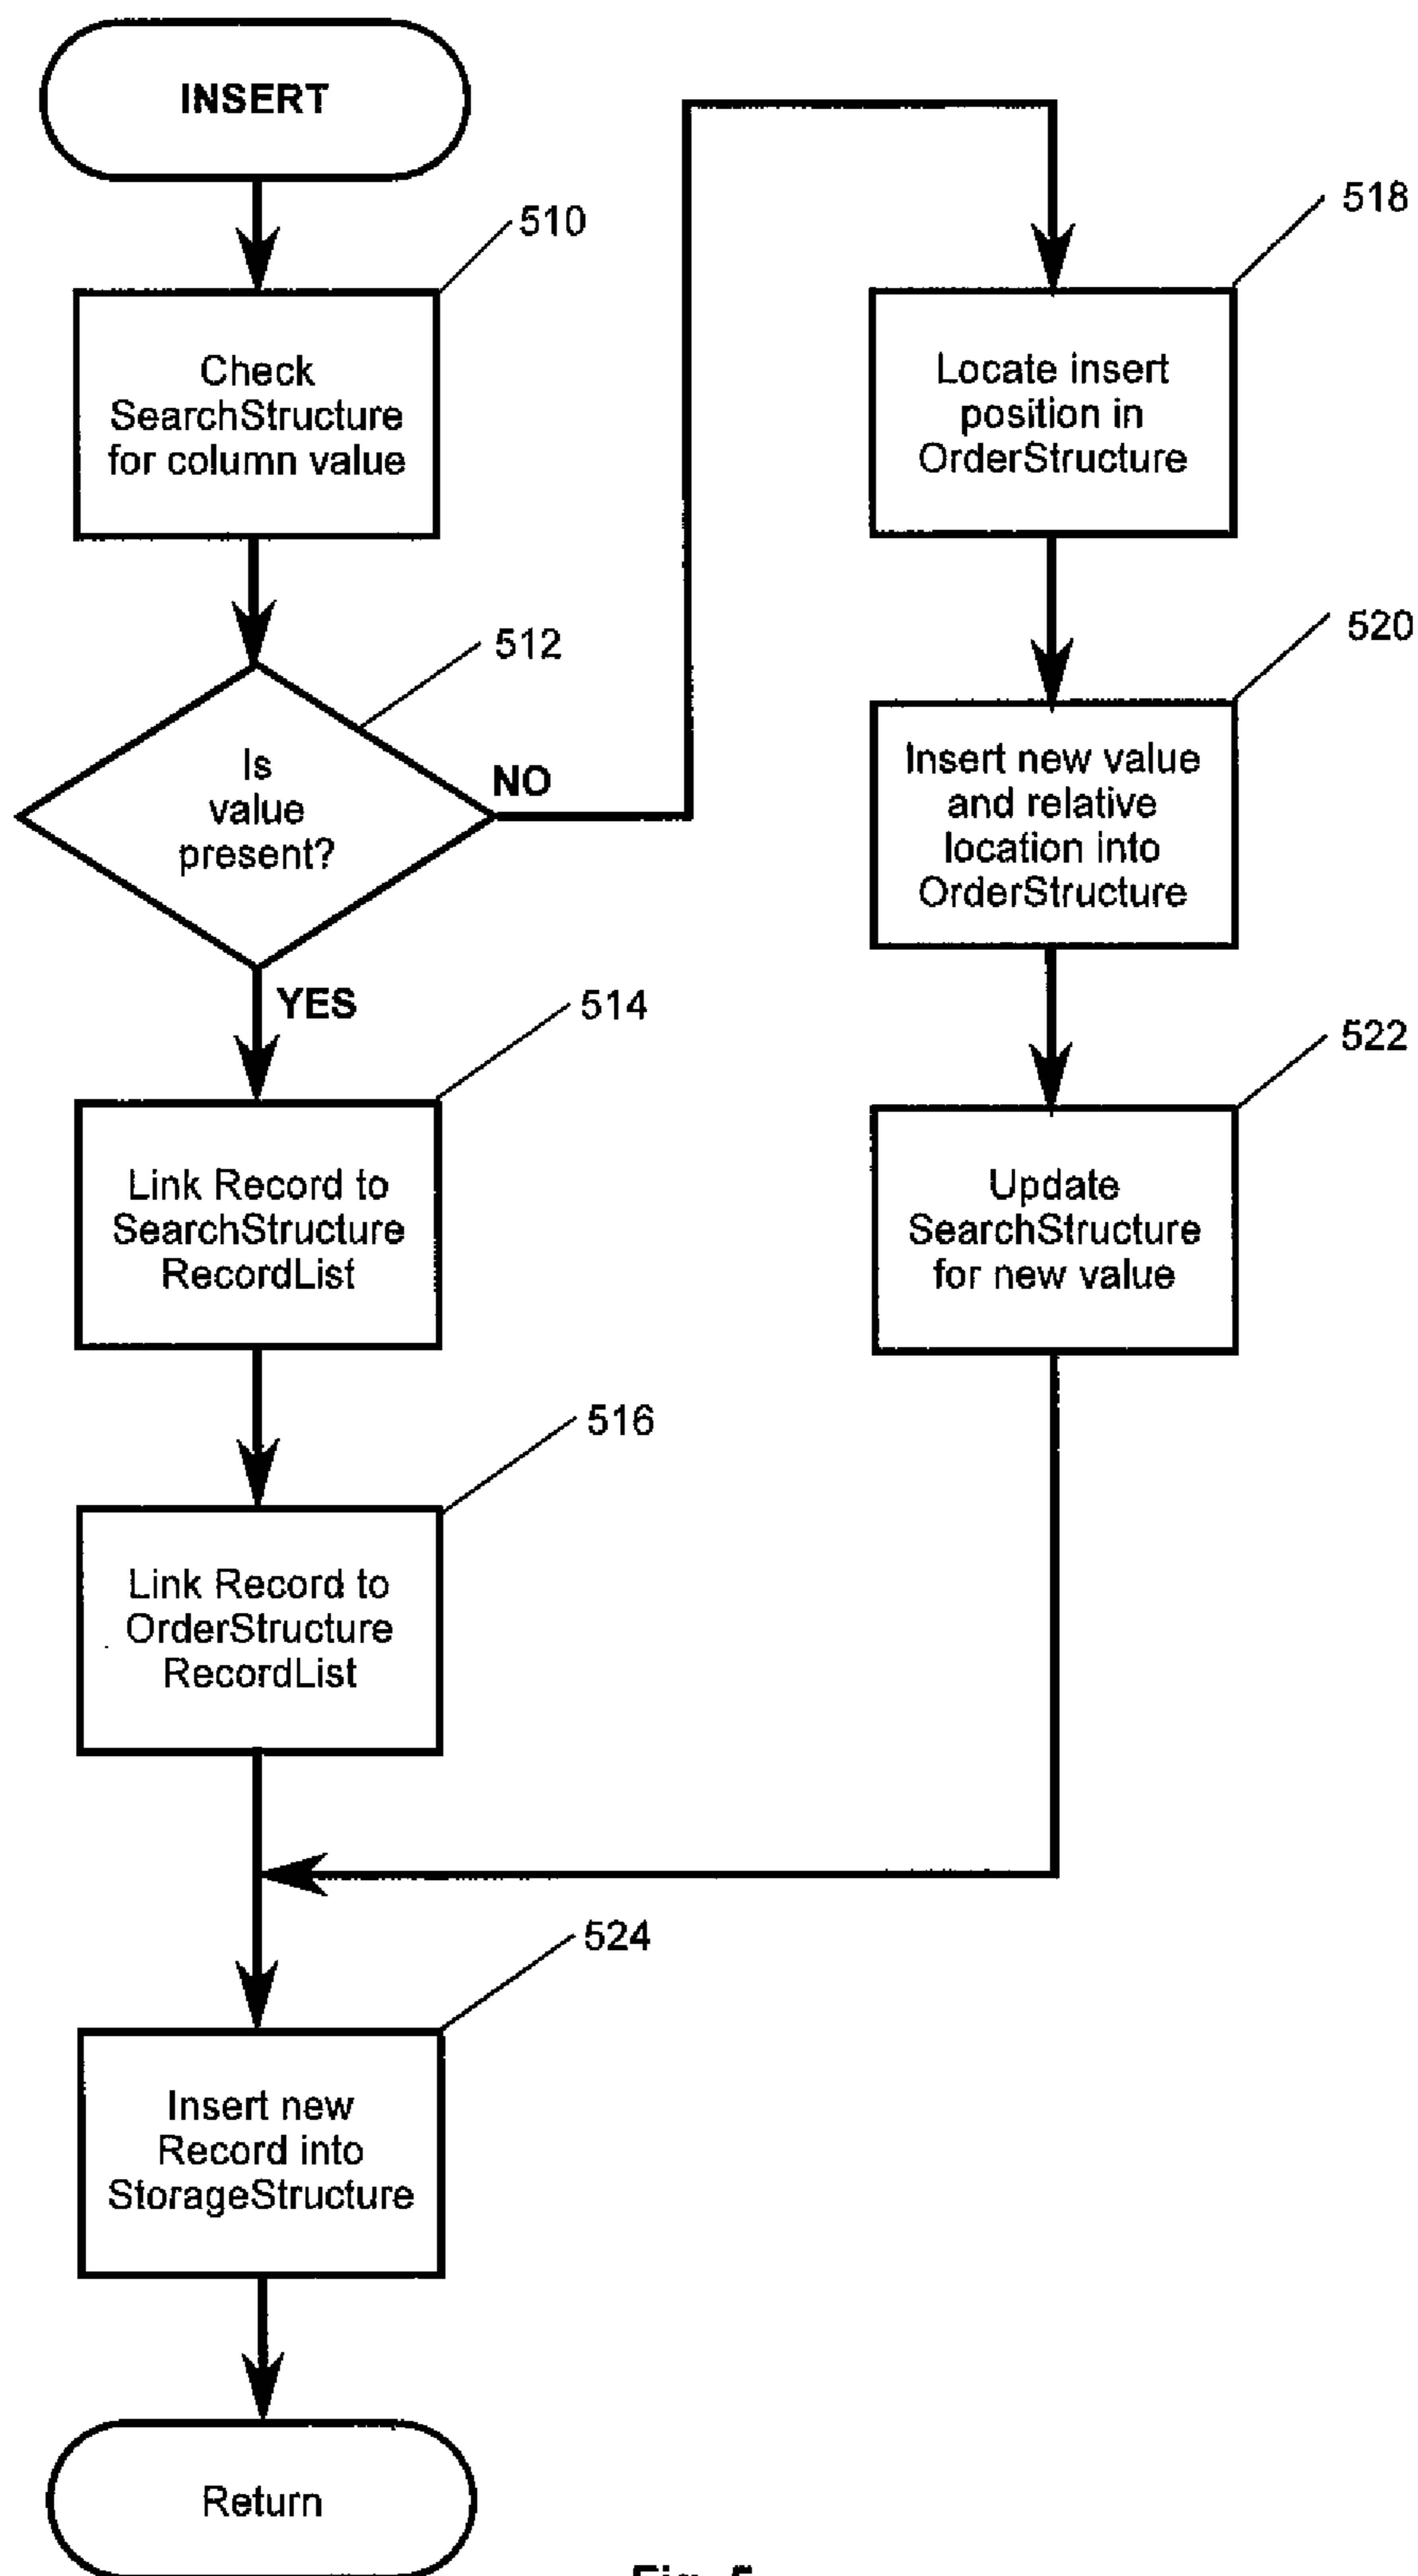 INSERT
510
Check
SearchStructure
for column value
512
Is
value
present?
NO
YES
514
Link Record to
SearchStructure
RecordList
516
Link Record to
OrderStructure
RecordList
518
Locate insert
position in
OrderStructure
520
Insert new value
and relative
location into
OrderStructure
522
Update
SearchStructure
for new value
524
Insert new
Record into
StorageStructure
Return
Fig. 5